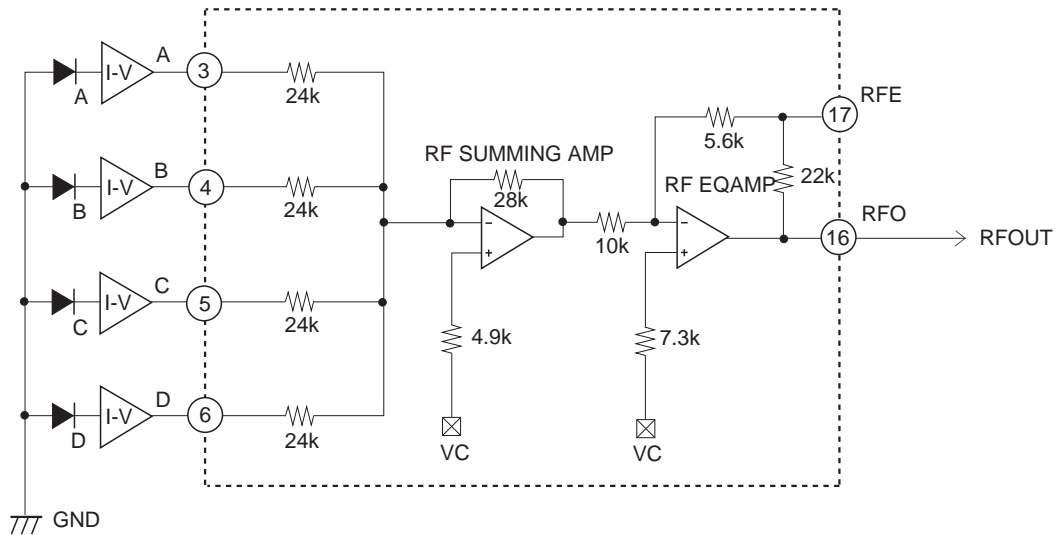 A
3
I-V
A
24k
B
4
I-V
B
24k
C
5
I-V
C
24k
D
6
I-V
D
24k
RF SUMMING AMP
28k
4.9k
VC
10k
5.6k
17
RFE
RF EQAMP
22k
7.3k
VC
16
RFO
RFOUT
GND